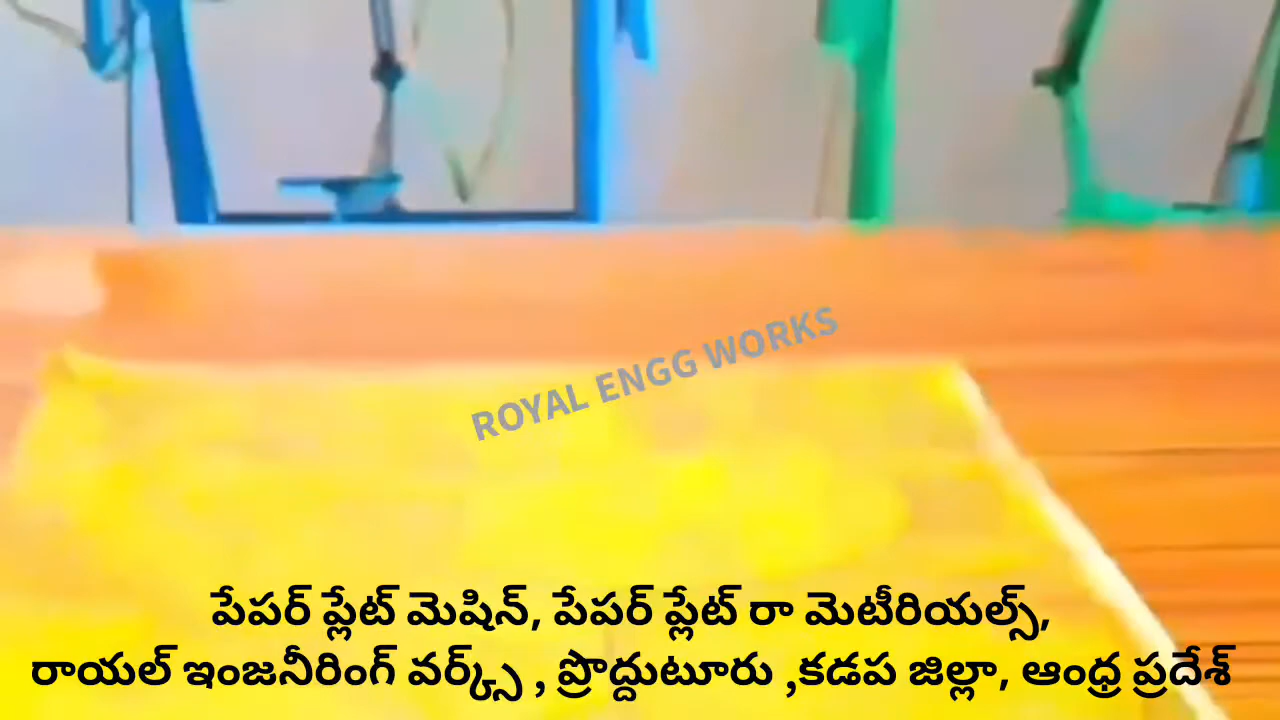 ROYAL ENGG WORKS
పేపర్ ప్లేట్ మెషిన్, పేపర్ ప్లేట్ రా మెటీరియల్స్,
రాయల్ ఇంజనీరింగ్ వర్క్స్ , ప్రొద్దుటూరు ,కడప జిల్లా, ఆంధ్ర ప్రదేశ్